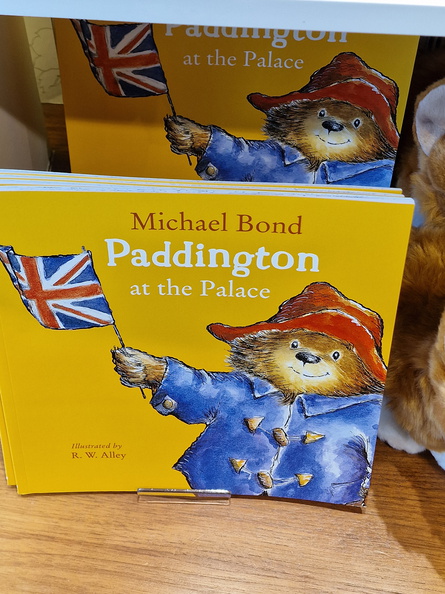 Paddington
at the Palace
Michael Bond
Paddington
at the Palace
Illustrated by
R. W. Alley